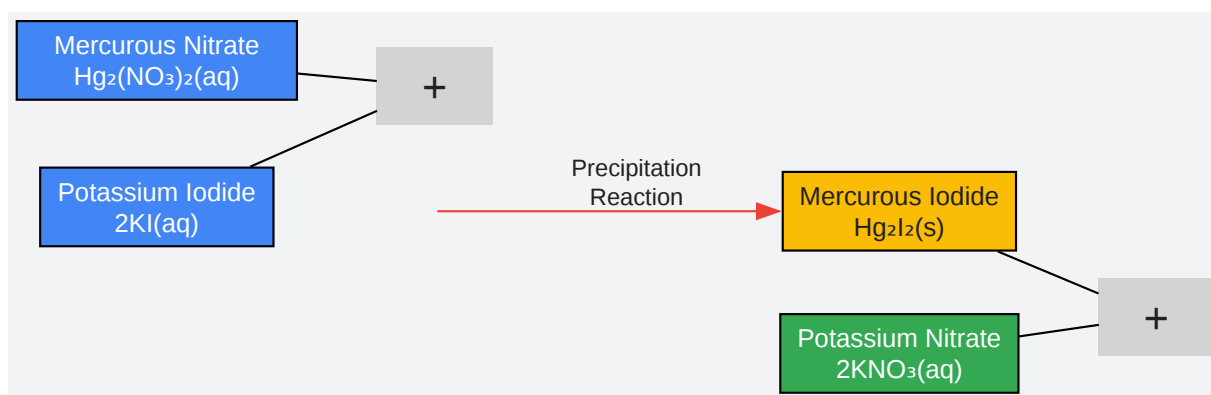 Mercurous Nitrate
Hg₂(NO₃)₂(aq)
+
Potassium Iodide
2KI(aq)
Precipitation
Reaction
Mercurous Iodide
Hg₂I₂(s)
+
Potassium Nitrate
2KNO₃(aq)